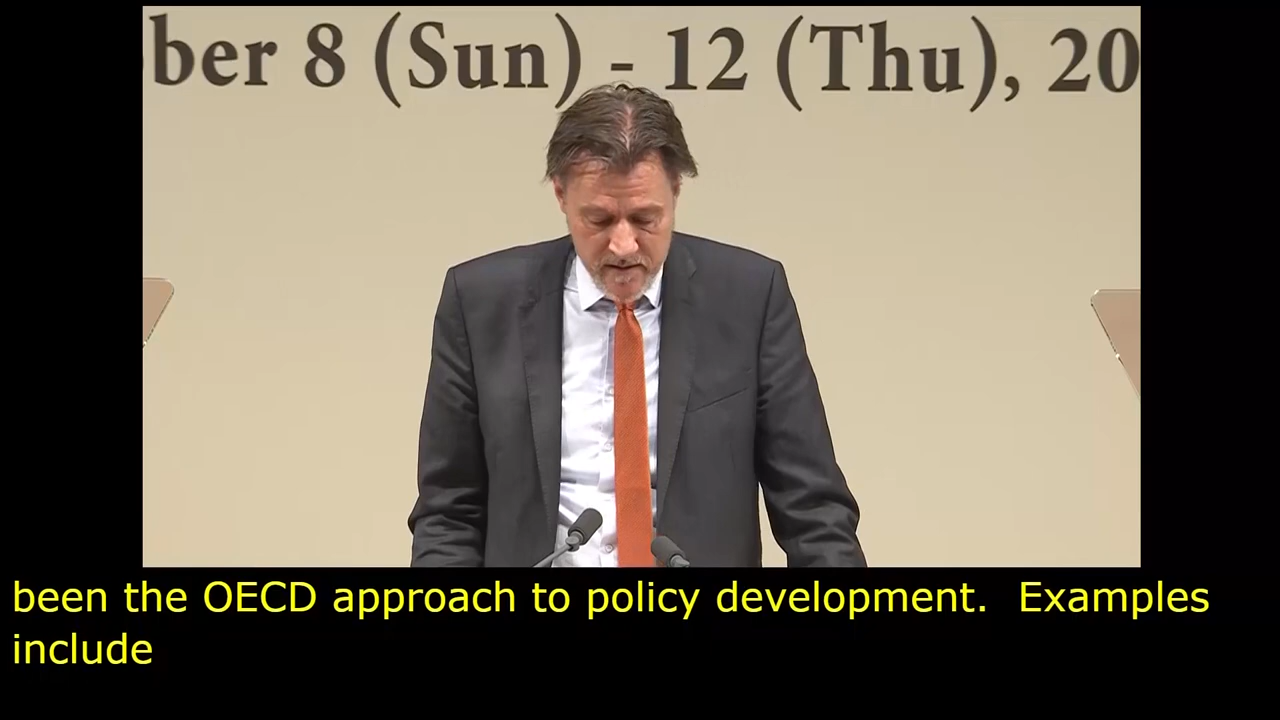 ber 8 (Sun) - 12 (Thu), 20
been the OECD approach to policy development.  Examples
include